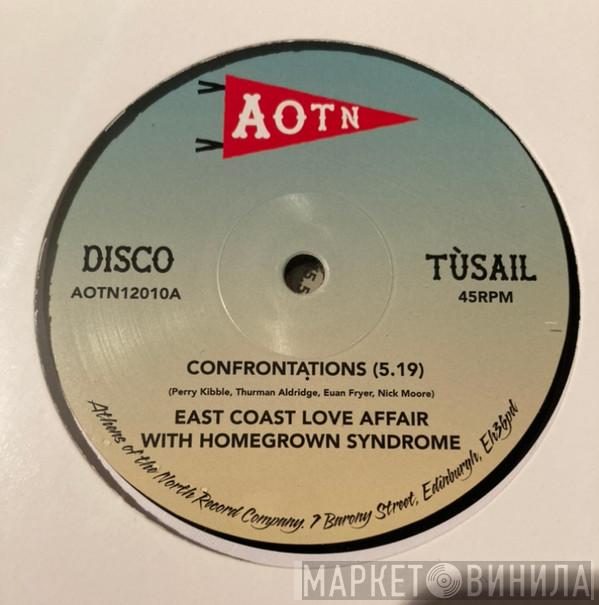 AOTN
DISCO
AOTN12010A
TÙSAIL
45RPM
CONFRONTATIONS (5.19)
(Perry Kibble, Thurman Aldridge, Euan Fryer, Nick Moore)
EAST COAST LOVE AFFAIR
WITH HOMEGROWN SYNDROME
Athens of the North Record Company. 7 Barony Street, Edinburgh, Eh36pd
МАРКЕТ ВИНИЛА